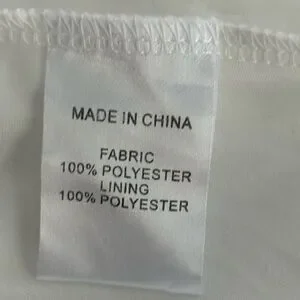 MADE IN CHINA
FABRIC
100% POLYESTER
LINING
100% POLYESTER